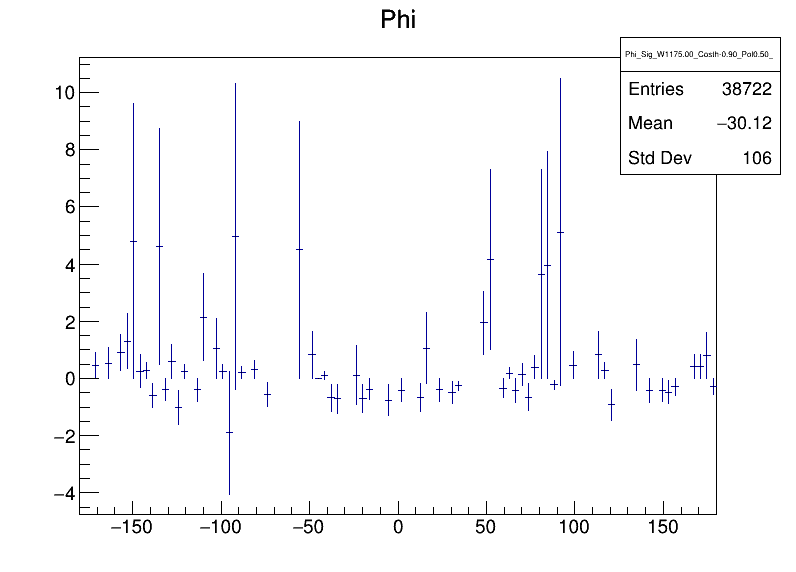 Phi
Phi_Sig_W1175.00_Costh-0.90_Pol0.50_
Entries 38722
Mean −30.12
Std Dev 106
10
8
6
4
2
0
−2
−4
−150 −100 −50 0 50 100 150